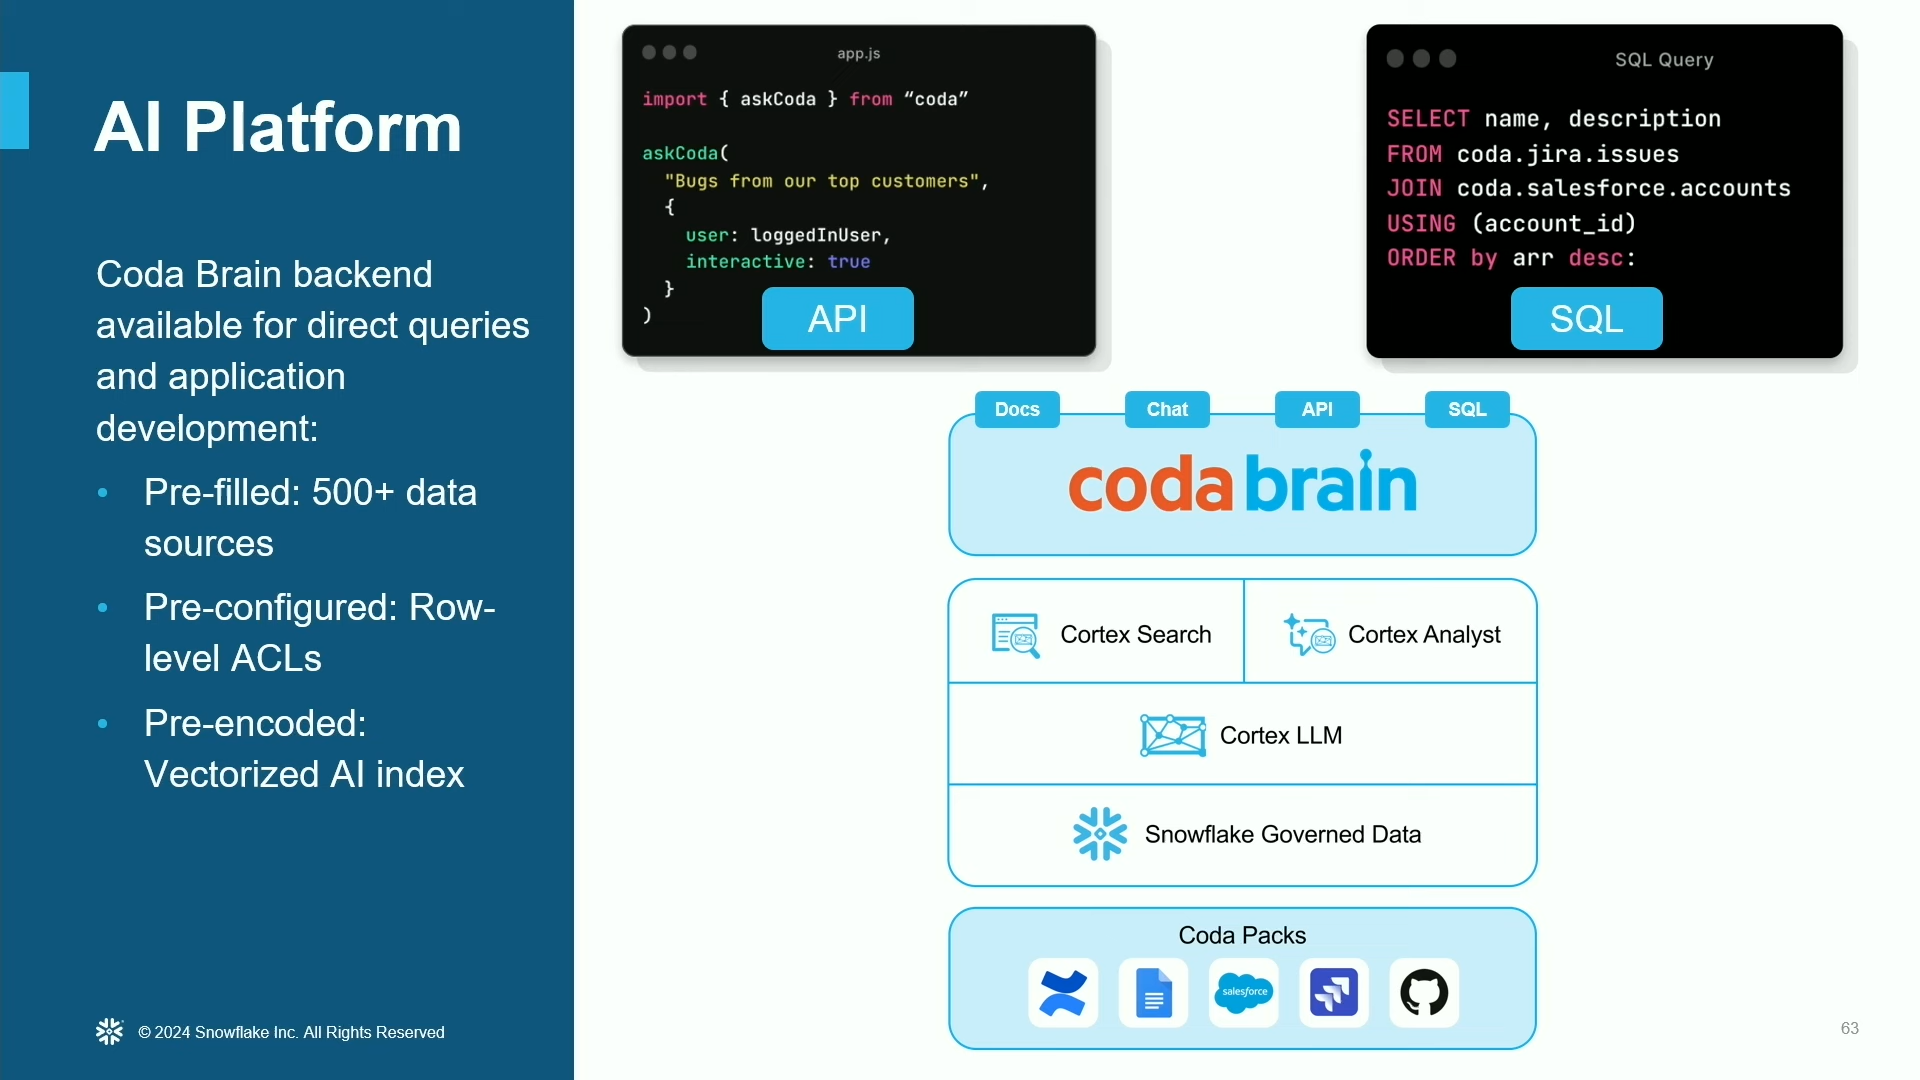 AI Platform
Coda Brain backend
available for direct queries
and application
development:
• Pre-filled: 500+ data
sources
• Pre-configured: Row-
level ACLs
• Pre-encoded:
Vectorized AI index
© 2024 Snowflake Inc. All Rights Reserved
app.js
import { askCoda } from “coda”
askCoda(
"Bugs from our top customers",
{
user: loggedInUser,
interactive: true
}
)
API
SQL Query
SELECT name, description
FROM coda.jira.issues
JOIN coda.salesforce.accounts
USING (account_id)
ORDER by arr desc:
SQL
Docs
Chat
API
SQL
coda brain
Cortex Search
Cortex Analyst
Cortex LLM
Snowflake Governed Data
Coda Packs
salesforce
63